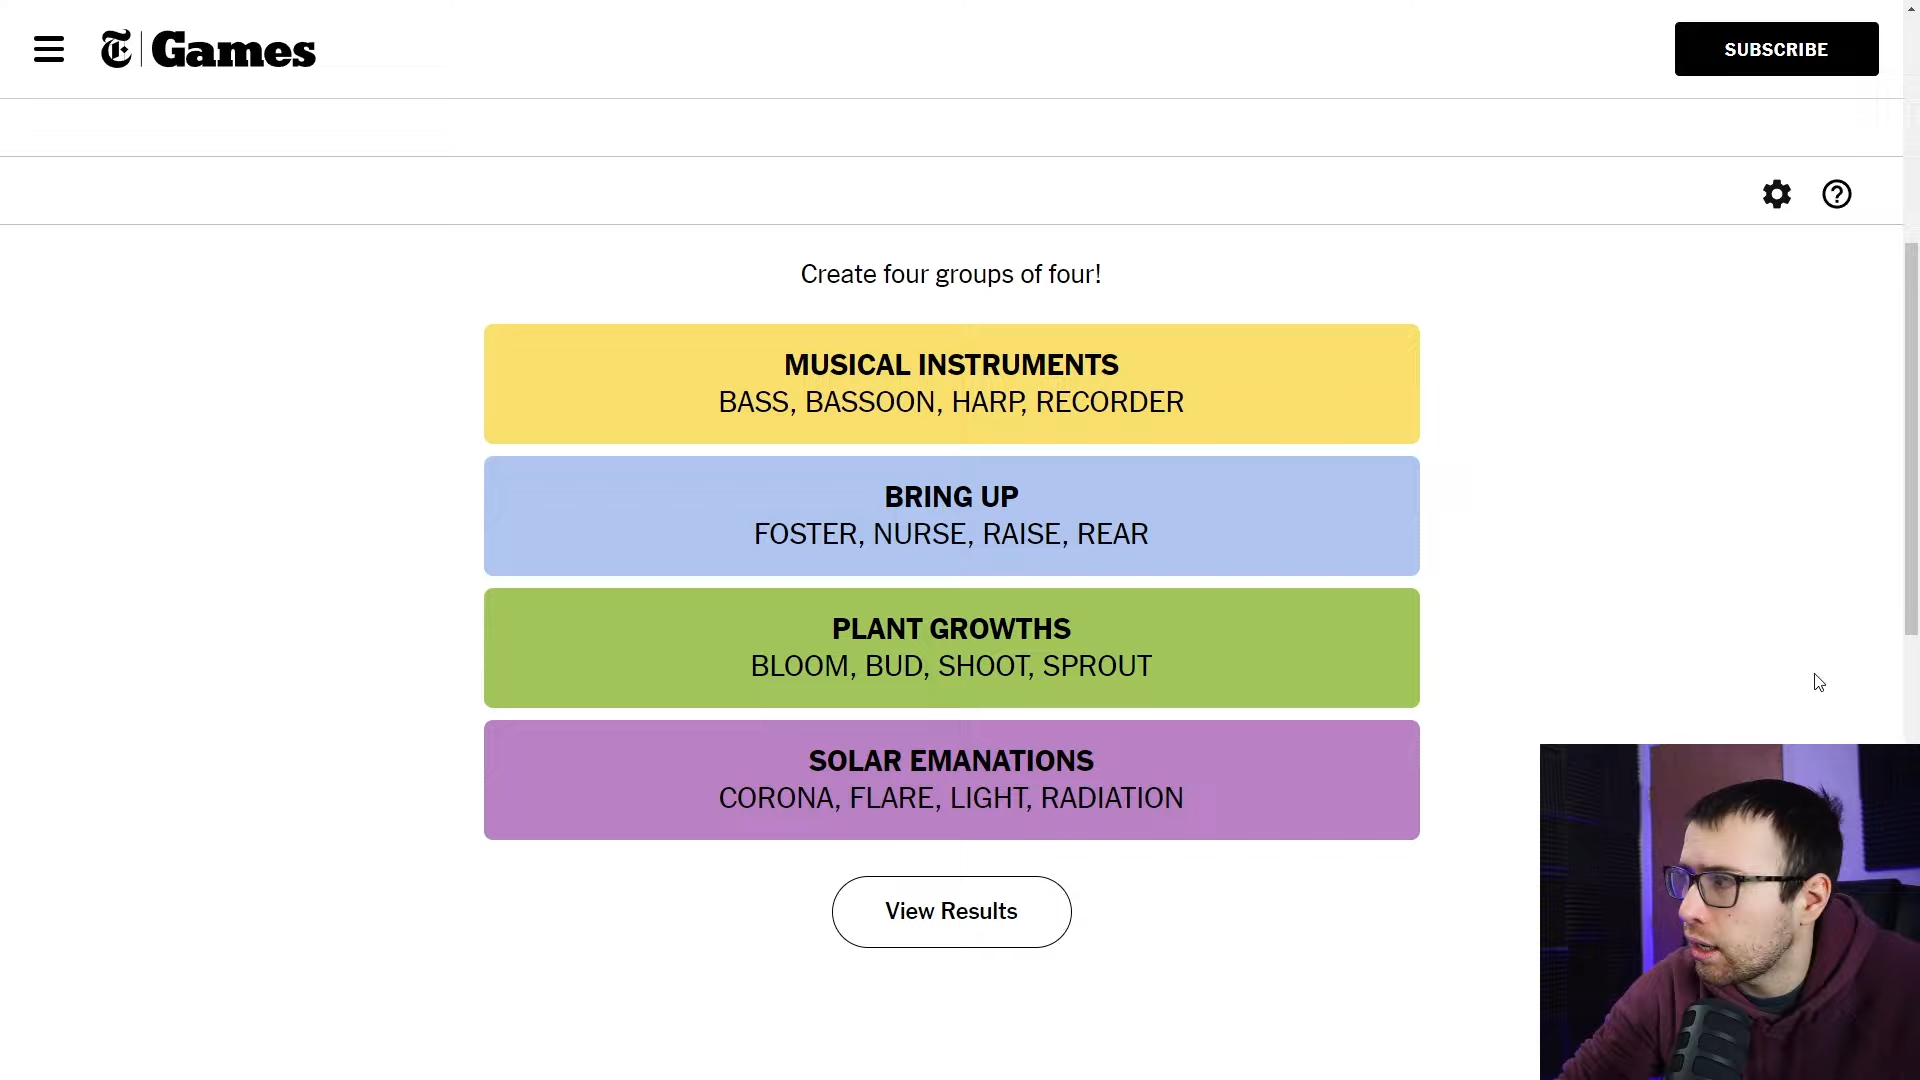 Games
SUBSCRIBE
Create four groups of four!
MUSICAL INSTRUMENTS
BASS, BASSOON, HARP, RECORDER
BRING UP
FOSTER, NURSE, RAISE, REAR
PLANT GROWTHS
BLOOM, BUD, SHOOT, SPROUT
SOLAR EMANATIONS
CORONA, FLARE, LIGHT, RADIATION
View Results